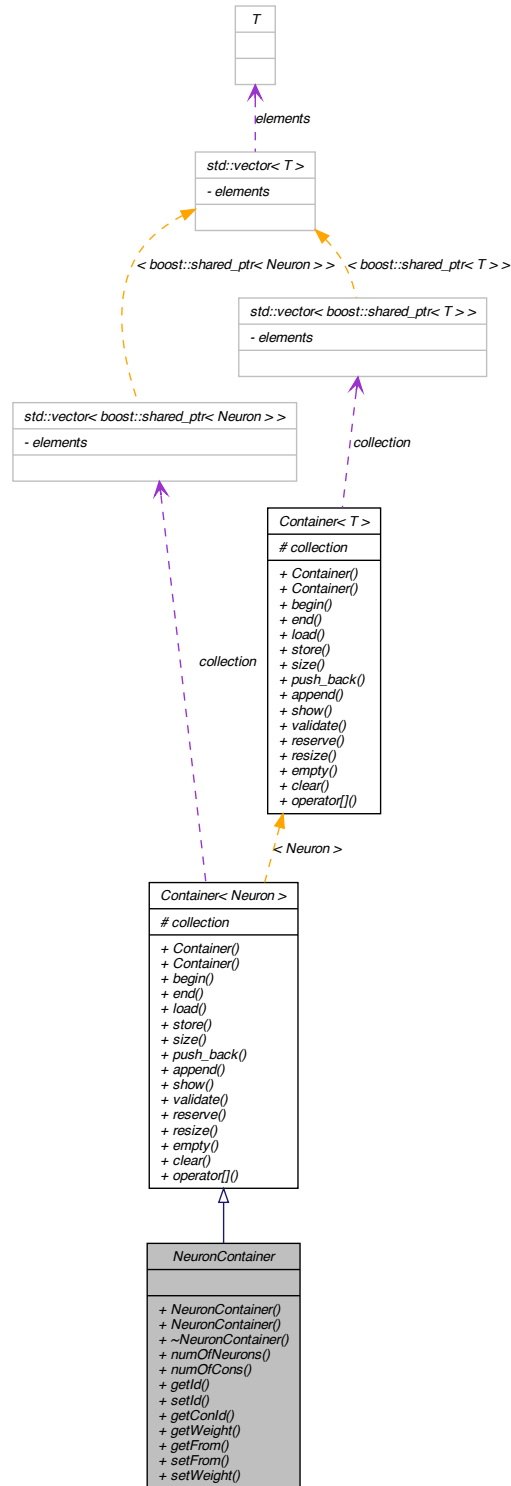 T
elements
std::vector< T >
- elements
< boost::shared_ptr< Neuron > >
< boost::shared_ptr< T > >
std::vector< boost::shared_ptr< T > >
- elements
std::vector< boost::shared_ptr< Neuron > >
- elements
collection
Container< T >
# collection
+ Container()
+ Container()
+ begin()
+ end()
+ load()
+ store()
+ size()
+ push_back()
+ append()
+ show()
+ validate()
+ reserve()
+ resize()
+ empty()
+ clear()
+ operator[]()
collection
< Neuron >
Container< Neuron >
# collection
+ Container()
+ Container()
+ begin()
+ end()
+ load()
+ store()
+ size()
+ push_back()
+ append()
+ show()
+ validate()
+ reserve()
+ resize()
+ empty()
+ clear()
+ operator[]()
NeuronContainer
+ NeuronContainer()
+ NeuronContainer()
+ ~NeuronContainer()
+ numOfNeurons()
+ numOfCons()
+ getId()
+ setId()
+ getConId()
+ getWeight()
+ getFrom()
+ setFrom()
+ setWeight()